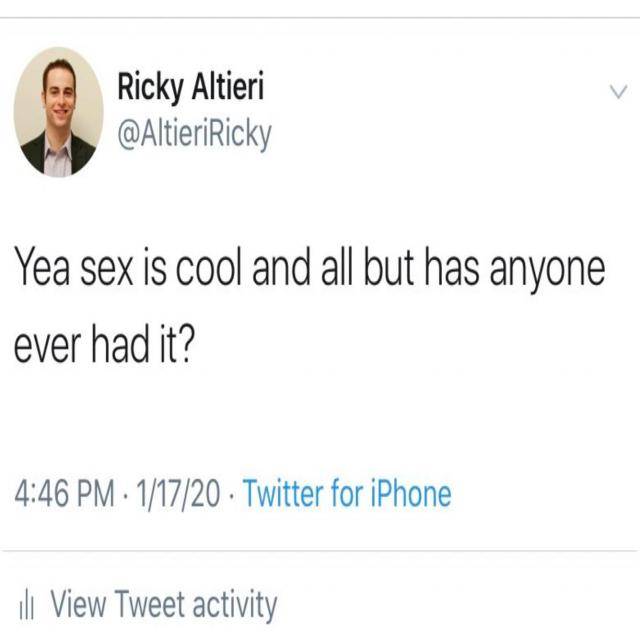 Ricky Altieri
@AltieriRicky
Yea sex is cool and all but has anyone
ever had it?
4:46 PM · 1/17/20 · Twitter for iPhone
View Tweet activity